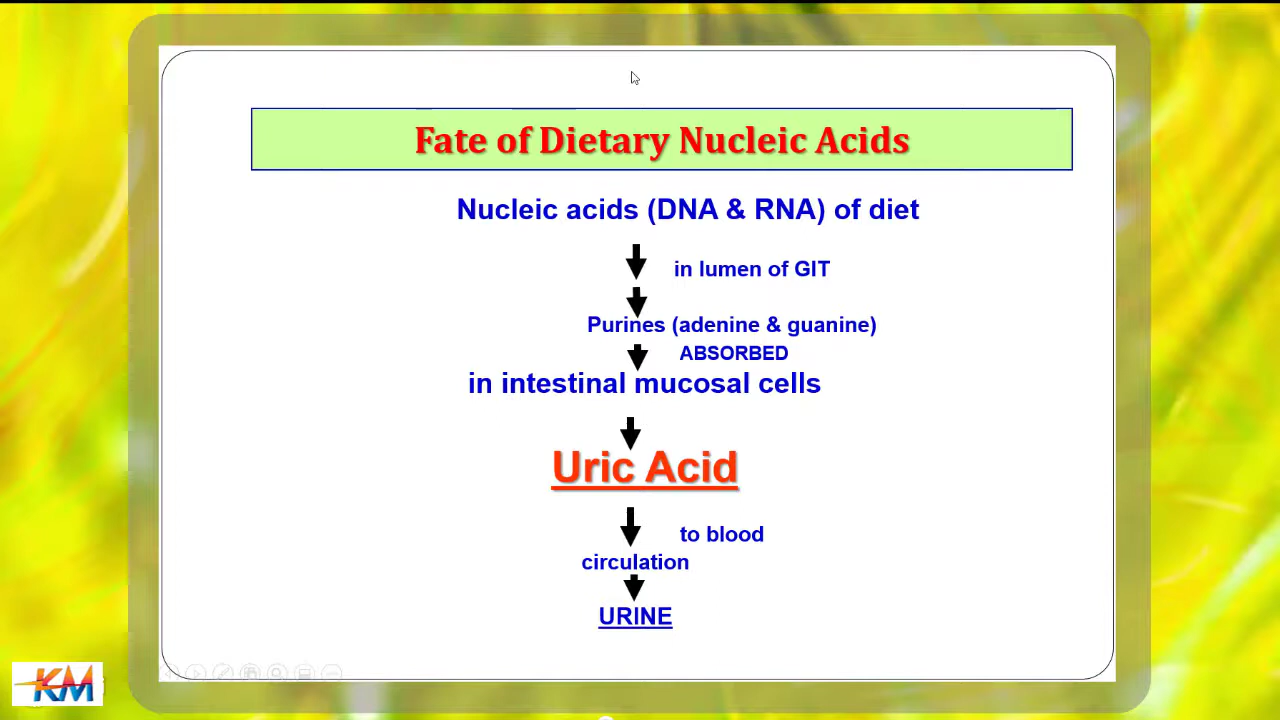 Fate of Dietary Nucleic Acids
Nucleic acids (DNA & RNA) of diet
in lumen of GIT
Purines (adenine & guanine)
ABSORBED
in intestinal mucosal cells
Uric Acid
to blood
circulation
URINE
KM